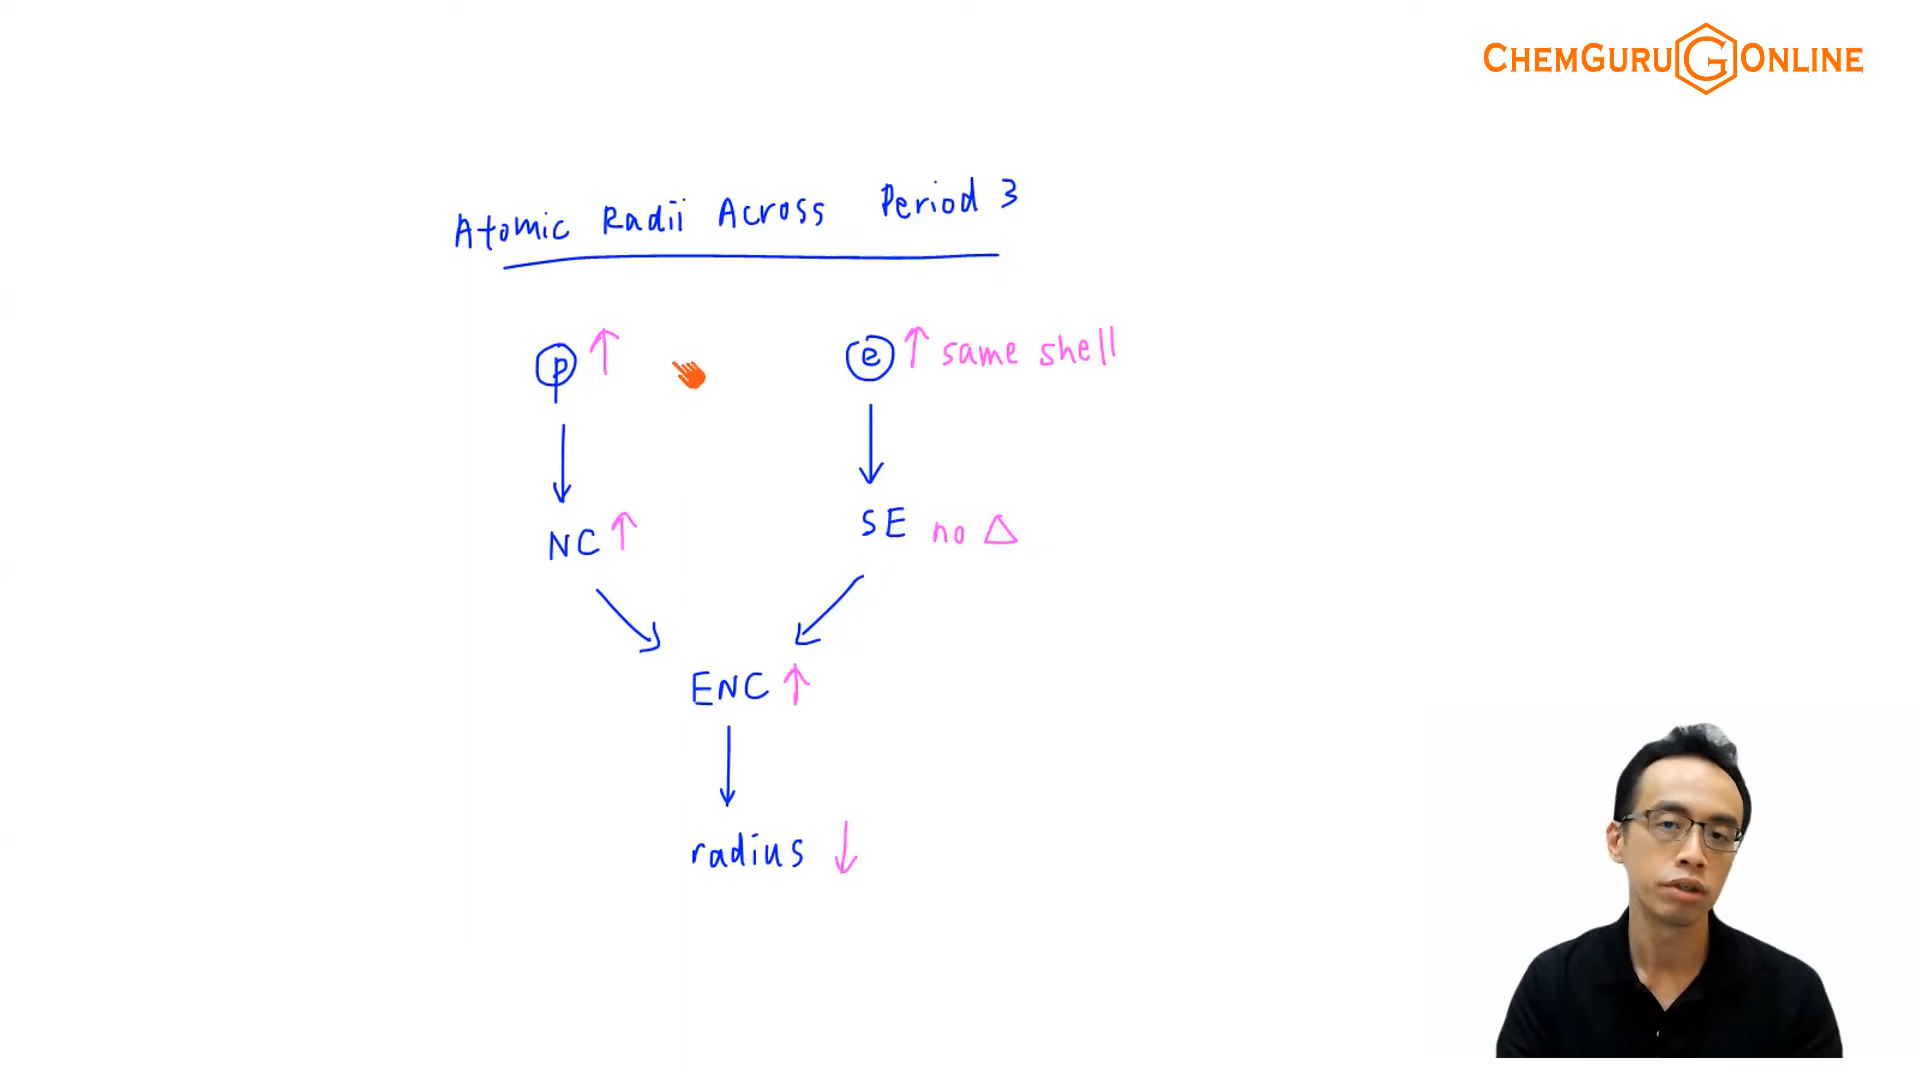 CHEMGURU G ONLINE
Atomic Radii Across Period 3
p ↑ e ↑ same shell
NC ↑ SE no △
ENC ↑
radius ↓